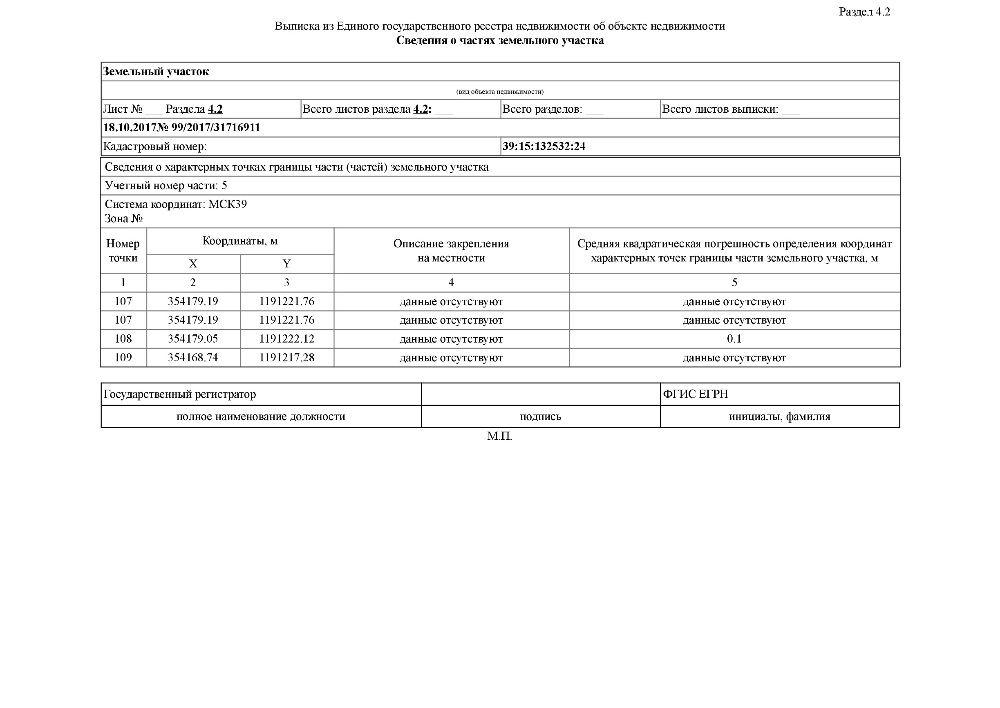 Раздел 4.2
Выписка из Единого государственного реестра недвижимости об объекте недвижимости
Сведения о частях земельного участка
Земельный участок
(вид объекта недвижимости)
Лист № ___ Раздела 4.2 Всего листов раздела 4.2: ___ Всего разделов: ___ Всего листов выписки: ___
18.10.2017№ 99/2017/31716911
Кадастровый номер: 39:15:132532:24
Сведения о характерных точках границы части (частей) земельного участка
Учетный номер части: 5
Система координат: МСК39
Зона №
Номер точки Координаты, м Описание закрепления на местности Средняя квадратическая погрешность определения координат характерных точек границы части земельного участка, м
X Y
1 2 3 4 5
107 354179.19 1191221.76 данные отсутствуют данные отсутствуют
107 354179.19 1191221.76 данные отсутствуют данные отсутствуют
108 354179.05 1191222.12 данные отсутствуют 0.1
109 354168.74 1191217.28 данные отсутствуют данные отсутствуют
Государственный регистратор ФГИС ЕГРН
полное наименование должности подпись инициалы, фамилия
М.П.